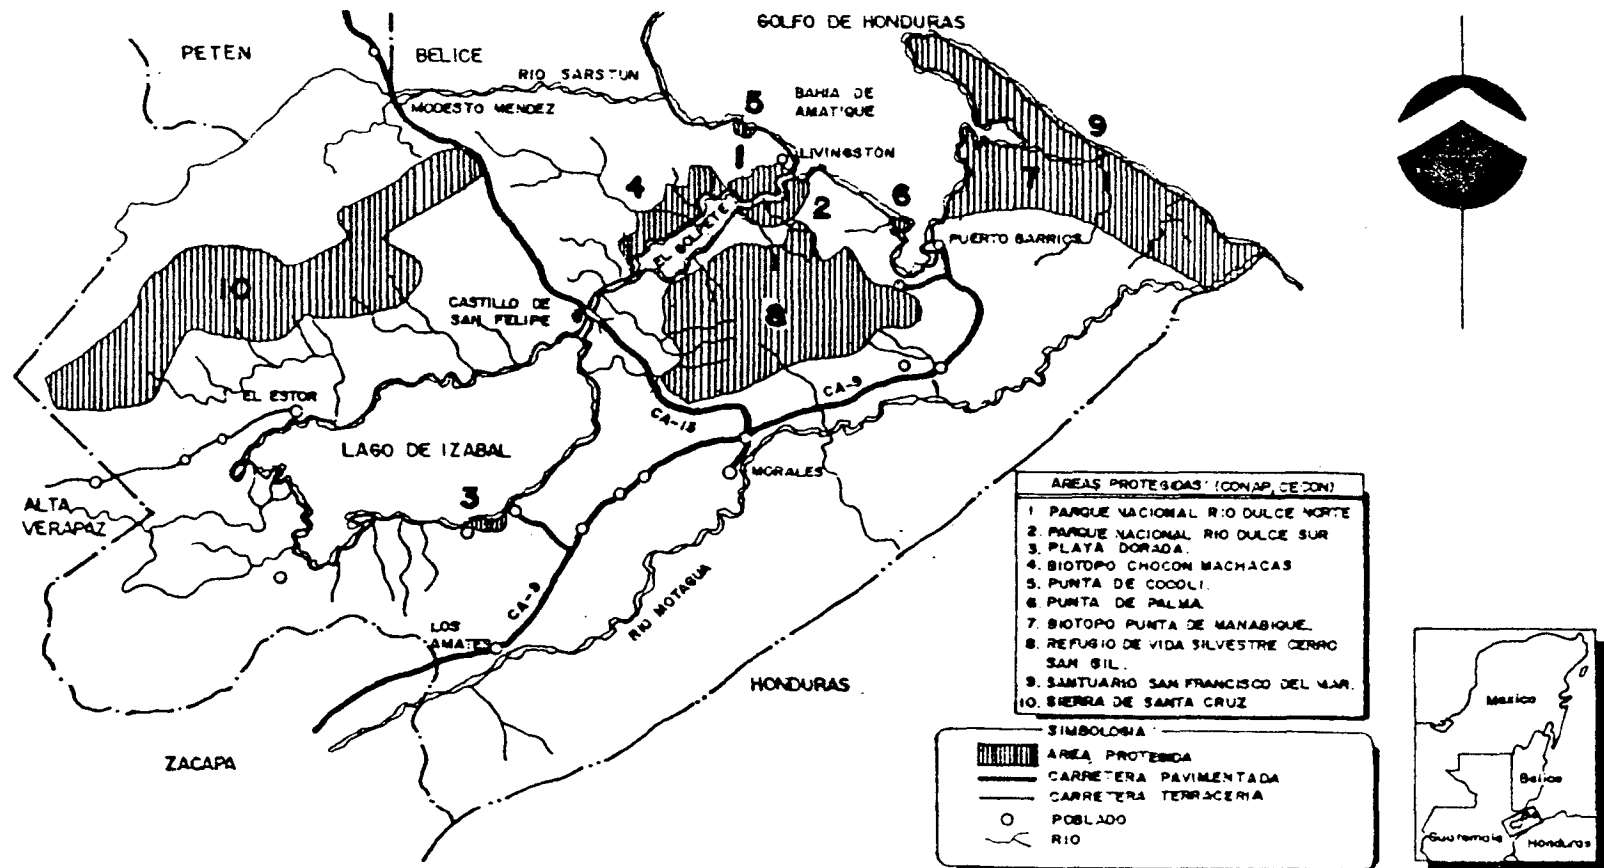 GOLFO DE HONDURAS
PETEN
BELICE
RIO SARSTUN
BAHIA DE
AMATIQUE
MODESTO MENDEZ
5
9
1
LIVINGSTON
4
7
6
2
EL GOLFETE
PUERTO BARRIOS
1
10
CASTILLO DE
SAN FELIPE
8
EL ESTOR
CA-9
CA-13
LAGO DE IZABAL
MORALES
3
ALTA
VERAPAZ
CA-9
RIO MOTAGUA
LOS
AMATES
HONDURAS
ZACAPA
AREAS PROTEGIDAS (CONAP, CECON)
1 PARQUE NACIONAL RIO DULCE NORTE
2. PARQUE NACIONAL RIO DULCE SUR
3. PLAYA DORADA.
4. BIOTOPO CHOCON MACHACAS
5. PUNTA DE COCOLI.
6. PUNTA DE PALMA.
7. BIOTOPO PUNTA DE MANABIQUE.
8. REFUGIO DE VIDA SILVESTRE CERRO
SAN GIL.
9. SANTUARIO SAN FRANCISCO DEL MAR.
10. SIERRA DE SANTA CRUZ
SIMBOLOGIA
AREA PROTEGIDA
CARRETERA PAVIMENTADA
CARRETERA TERRACERIA
POBLADO
RIO
Mexico
Belice
Guatemala
Honduras